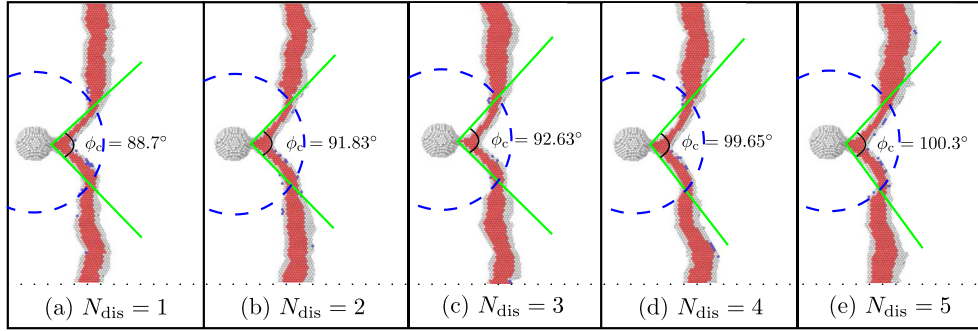 ϕc = 88.7°
ϕc = 91.83°
ϕc = 92.63°
ϕc = 99.65°
ϕc = 100.3°
(a) Ndis = 1
(b) Ndis = 2
(c) Ndis = 3
(d) Ndis = 4
(e) Ndis = 5